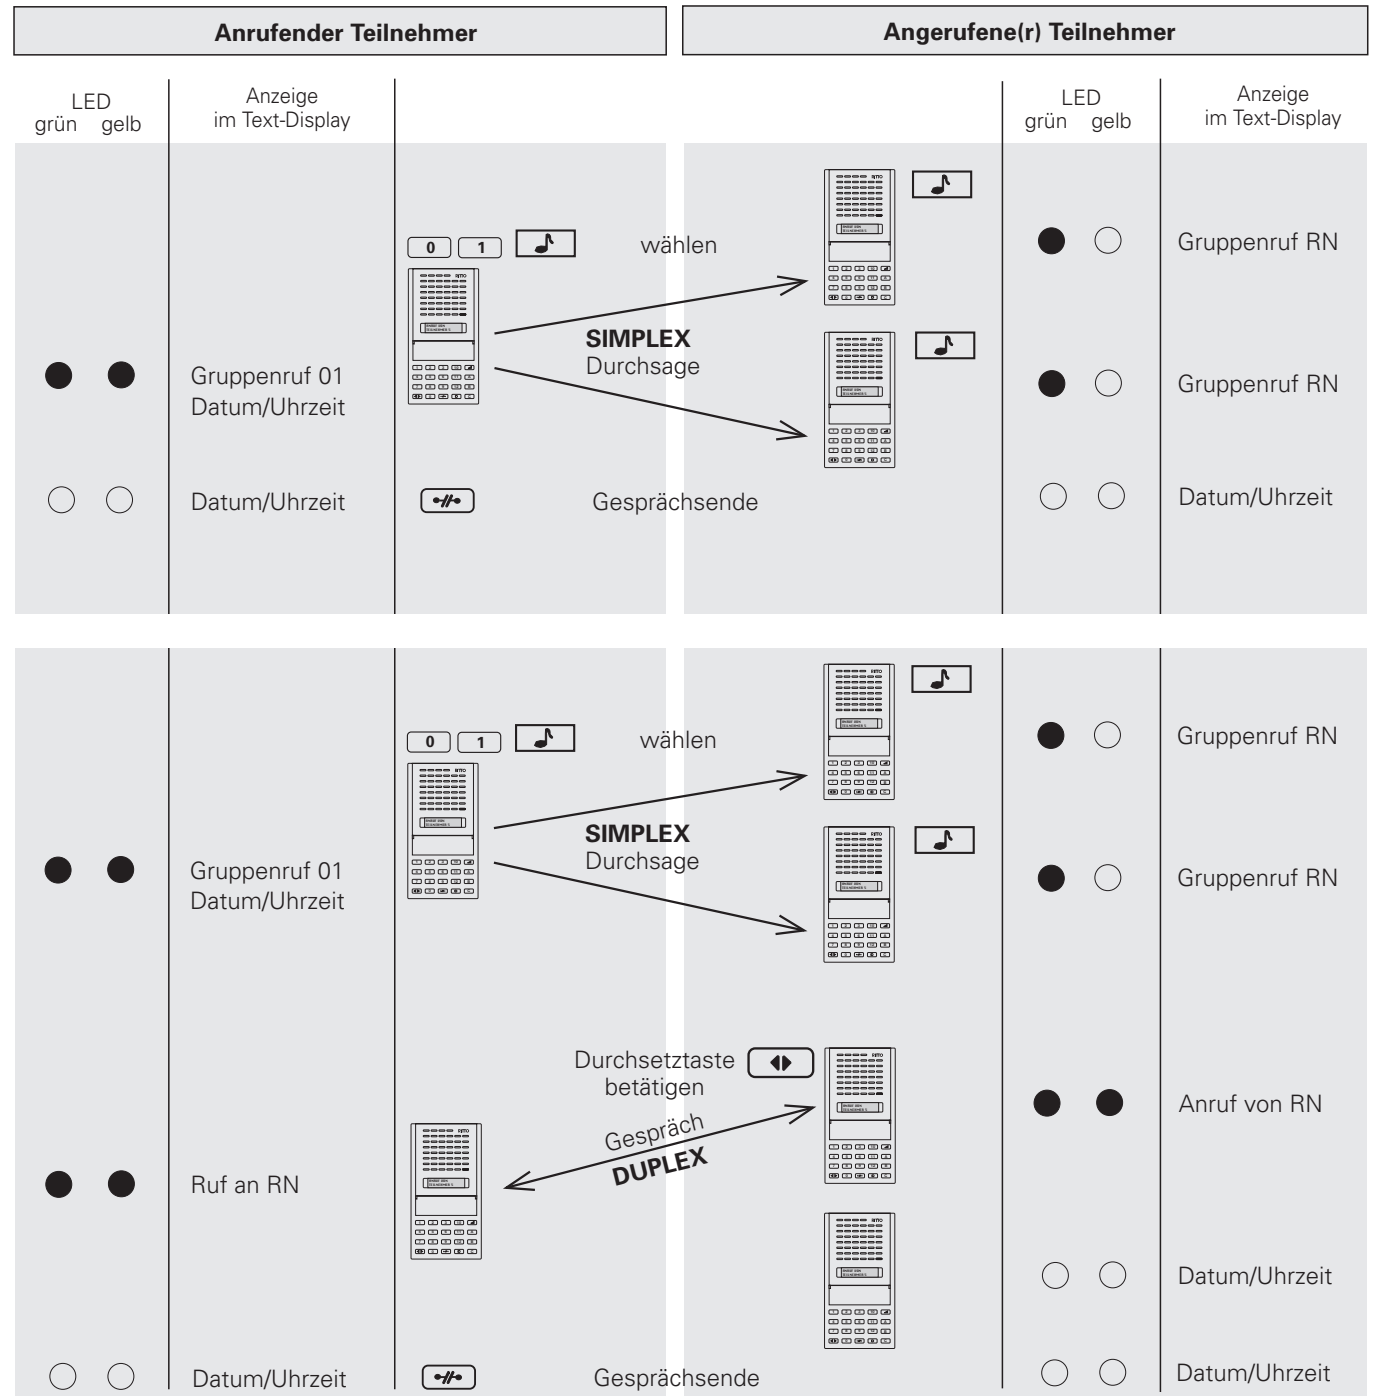 Anrufender Teilnehmer
Angerufene(r) Teilnehmer
LED
grün gelb
Anzeige
im Text-Display
LED
grün gelb
Anzeige
im Text-Display
0 1 wählen
Gruppenruf RN
SIMPLEX
Durchsage
Gruppenruf 01
Datum/Uhrzeit
Gruppenruf RN
Datum/Uhrzeit
Gesprächsende
Datum/Uhrzeit
0 1 wählen
Gruppenruf RN
SIMPLEX
Durchsage
Gruppenruf 01
Datum/Uhrzeit
Gruppenruf RN
Durchsetztaste
betätigen
Anruf von RN
Gespräch
DUPLEX
Ruf an RN
Datum/Uhrzeit
Datum/Uhrzeit
Gesprächsende
Datum/Uhrzeit